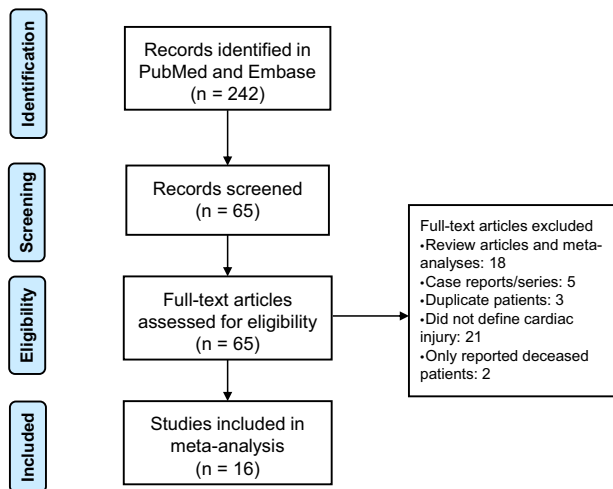 Identification
Records identified in
PubMed and Embase
(n = 242)
Screening
Records screened
(n = 65)
Eligibility
Full-text articles
assessed for eligibility
(n = 65)
Full-text articles excluded
•Review articles and meta-
analyses: 18
•Case reports/series: 5
•Duplicate patients: 3
•Did not define cardiac
injury: 21
•Only reported deceased
patients: 2
Included
Studies included in
meta-analysis
(n = 16)